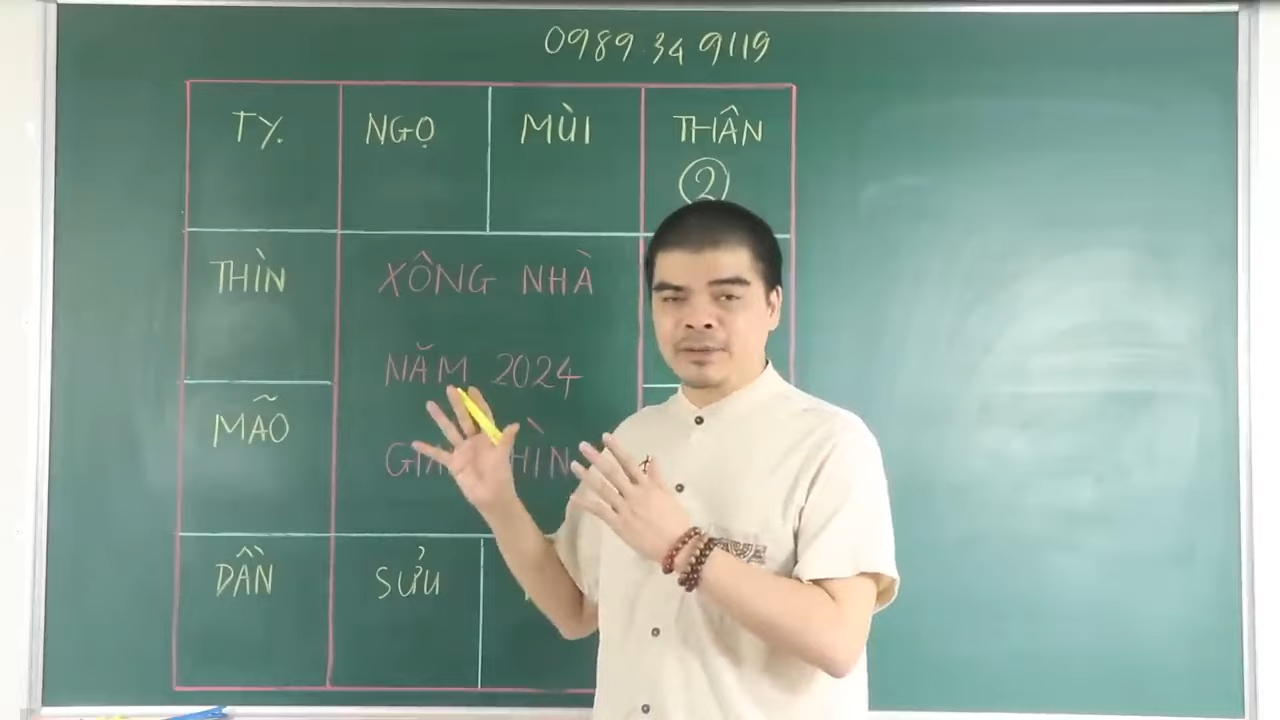 0989.34 9119
TỴ. NGỌ MÙI THÂN
2
THÌN
XÔNG NHÀ
NĂM 2024
MÃO
DẦN SỬU